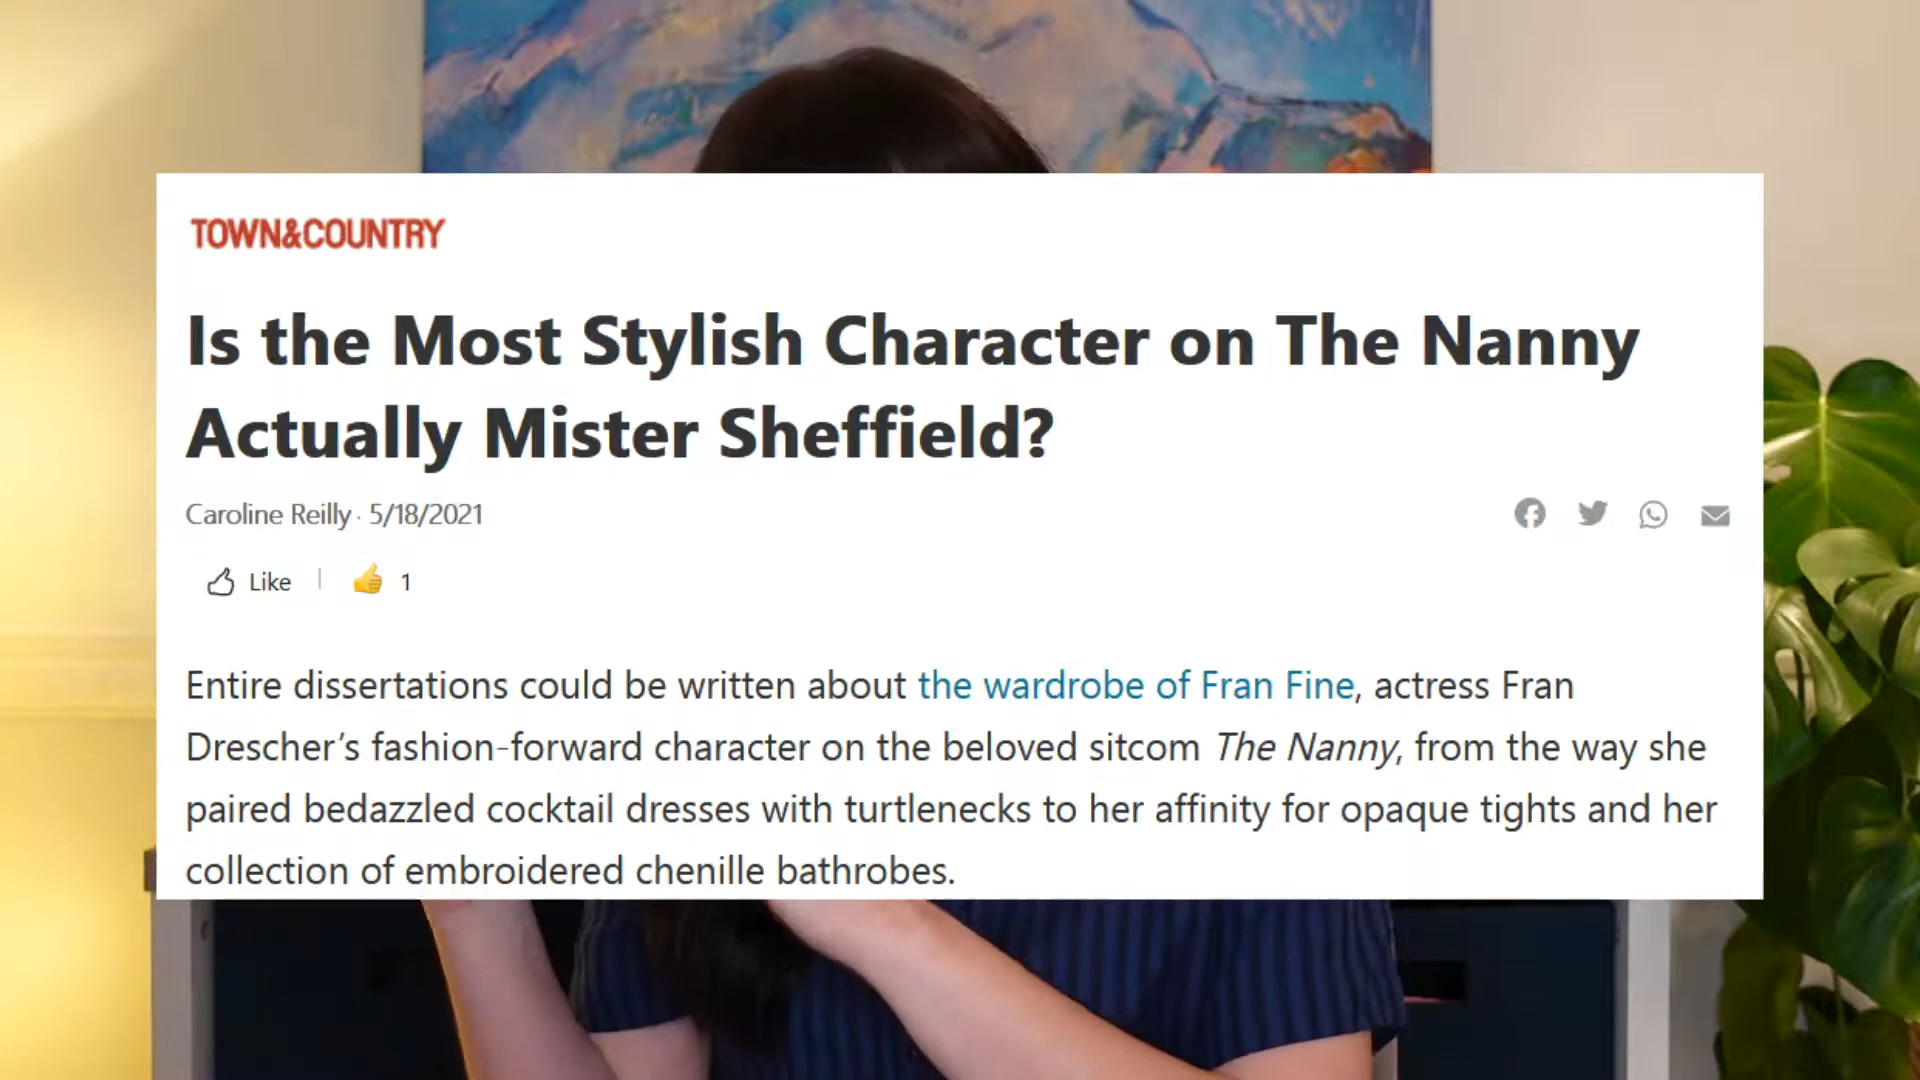 TOWN&COUNTRY
Is the Most Stylish Character on The Nanny
Actually Mister Sheffield?
Caroline Reilly · 5/18/2021
Like | 👍 1
Entire dissertations could be written about the wardrobe of Fran Fine, actress Fran
Drescher’s fashion-forward character on the beloved sitcom The Nanny, from the way she
paired bedazzled cocktail dresses with turtlenecks to her affinity for opaque tights and her
collection of embroidered chenille bathrobes.